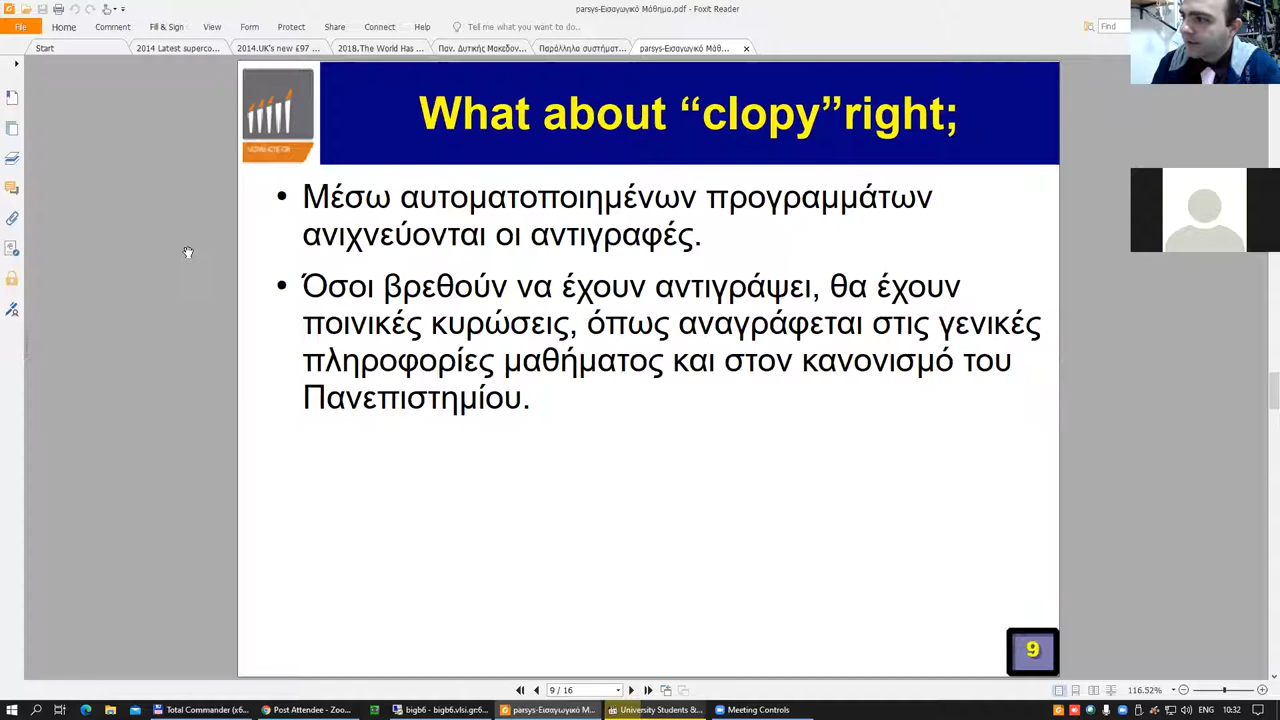 parsys-Εισαγωγικό Μάθημα.pdf - Foxit Reader
File Home Comment Fill & Sign View Form Protect Share Connect Help Tell me what you want to do.. Find
Start 2014 Latest superco... 2014.UK's new £97 ... 2018.The World Has ... Παν. Δυτικής Μακεδον... Παράλληλα συστήματ... parsys-Εισαγωγικό Μάθ...
What about “clopy”right;
• Μέσω αυτοματοποιημένων προγραμμάτων
ανιχνεύονται οι αντιγραφές.
• Όσοι βρεθούν να έχουν αντιγράψει, θα έχουν
ποινικές κυρώσεις, όπως αναγράφεται στις γενικές
πληροφορίες μαθήματος και στον κανονισμό του
Πανεπιστημίου.
9
9 / 16 116.52%
Total Commander (x6... Post Attendee - Zoo... bigb6 - bigb6.vlsi.gr:6... parsys-Εισαγωγικό Μ... University Students &... Meeting Controls ENG 10:32